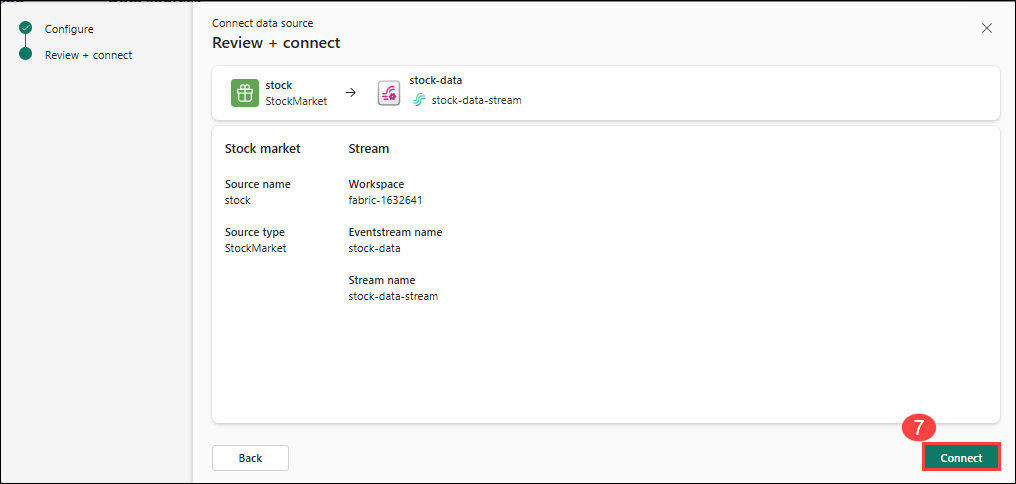 Configure
Review + connect
Connect data source
Review + connect
stock
StockMarket
stock-data
stock-data-stream
Stock market
Stream
Source name
stock
Workspace
fabric-1632641
Source type
StockMarket
Eventstream name
stock-data
Stream name
stock-data-stream
7
Back
Connect